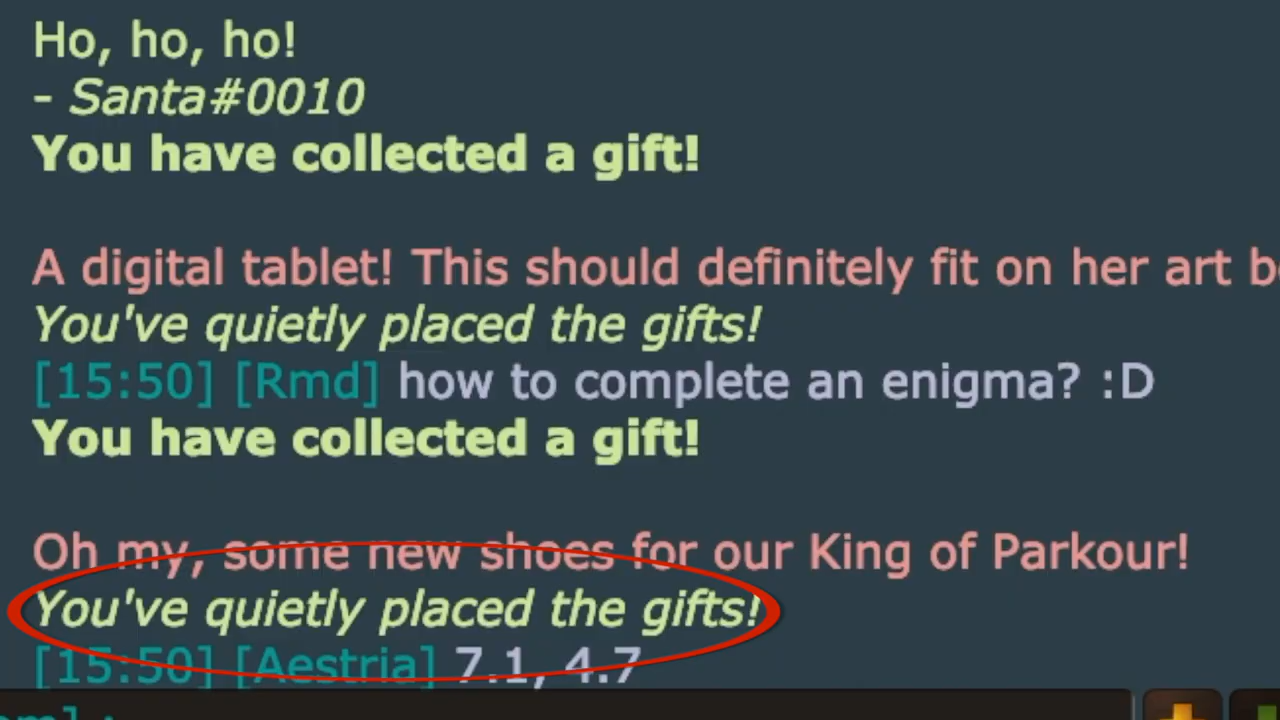 Ho, ho, ho!
- Santa#0010
You have collected a gift!
A digital tablet! This should definitely fit on her art
You've quietly placed the gifts!
[15:50] [Rmd] how to complete an enigma? :D
You have collected a gift!
Oh my, some new shoes for our King of Parkour!
You've quietly placed the gifts!
[15:50] [Aestria] 7.1, 4.7